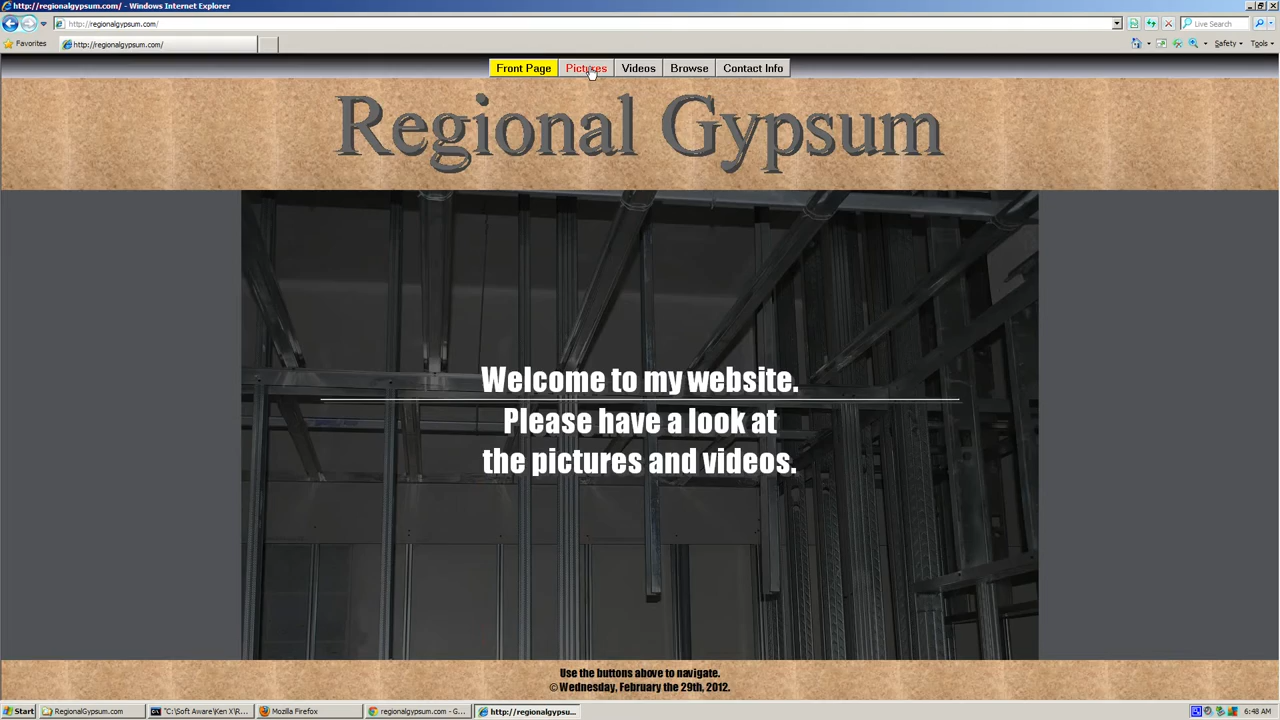 http://regionalgypsum.com/ - Windows Internet Explorer
http://regionalgypsum.com/
Live Search
Favorites
http://regionalgypsum.com/
Safety
Tools
Front Page
Pictures
Videos
Browse
Contact Info
Regional Gypsum
Welcome to my website.
Please have a look at
the pictures and videos.
Use the buttons above to navigate.
© Wednesday, February the 29th, 2012.
Start
RegionalGypsum.com
"C:\Soft Aware\Ken X\R...
Mozilla Firefox
regionalgypsum.com - G...
http://regionalgypsu...
6:48 AM